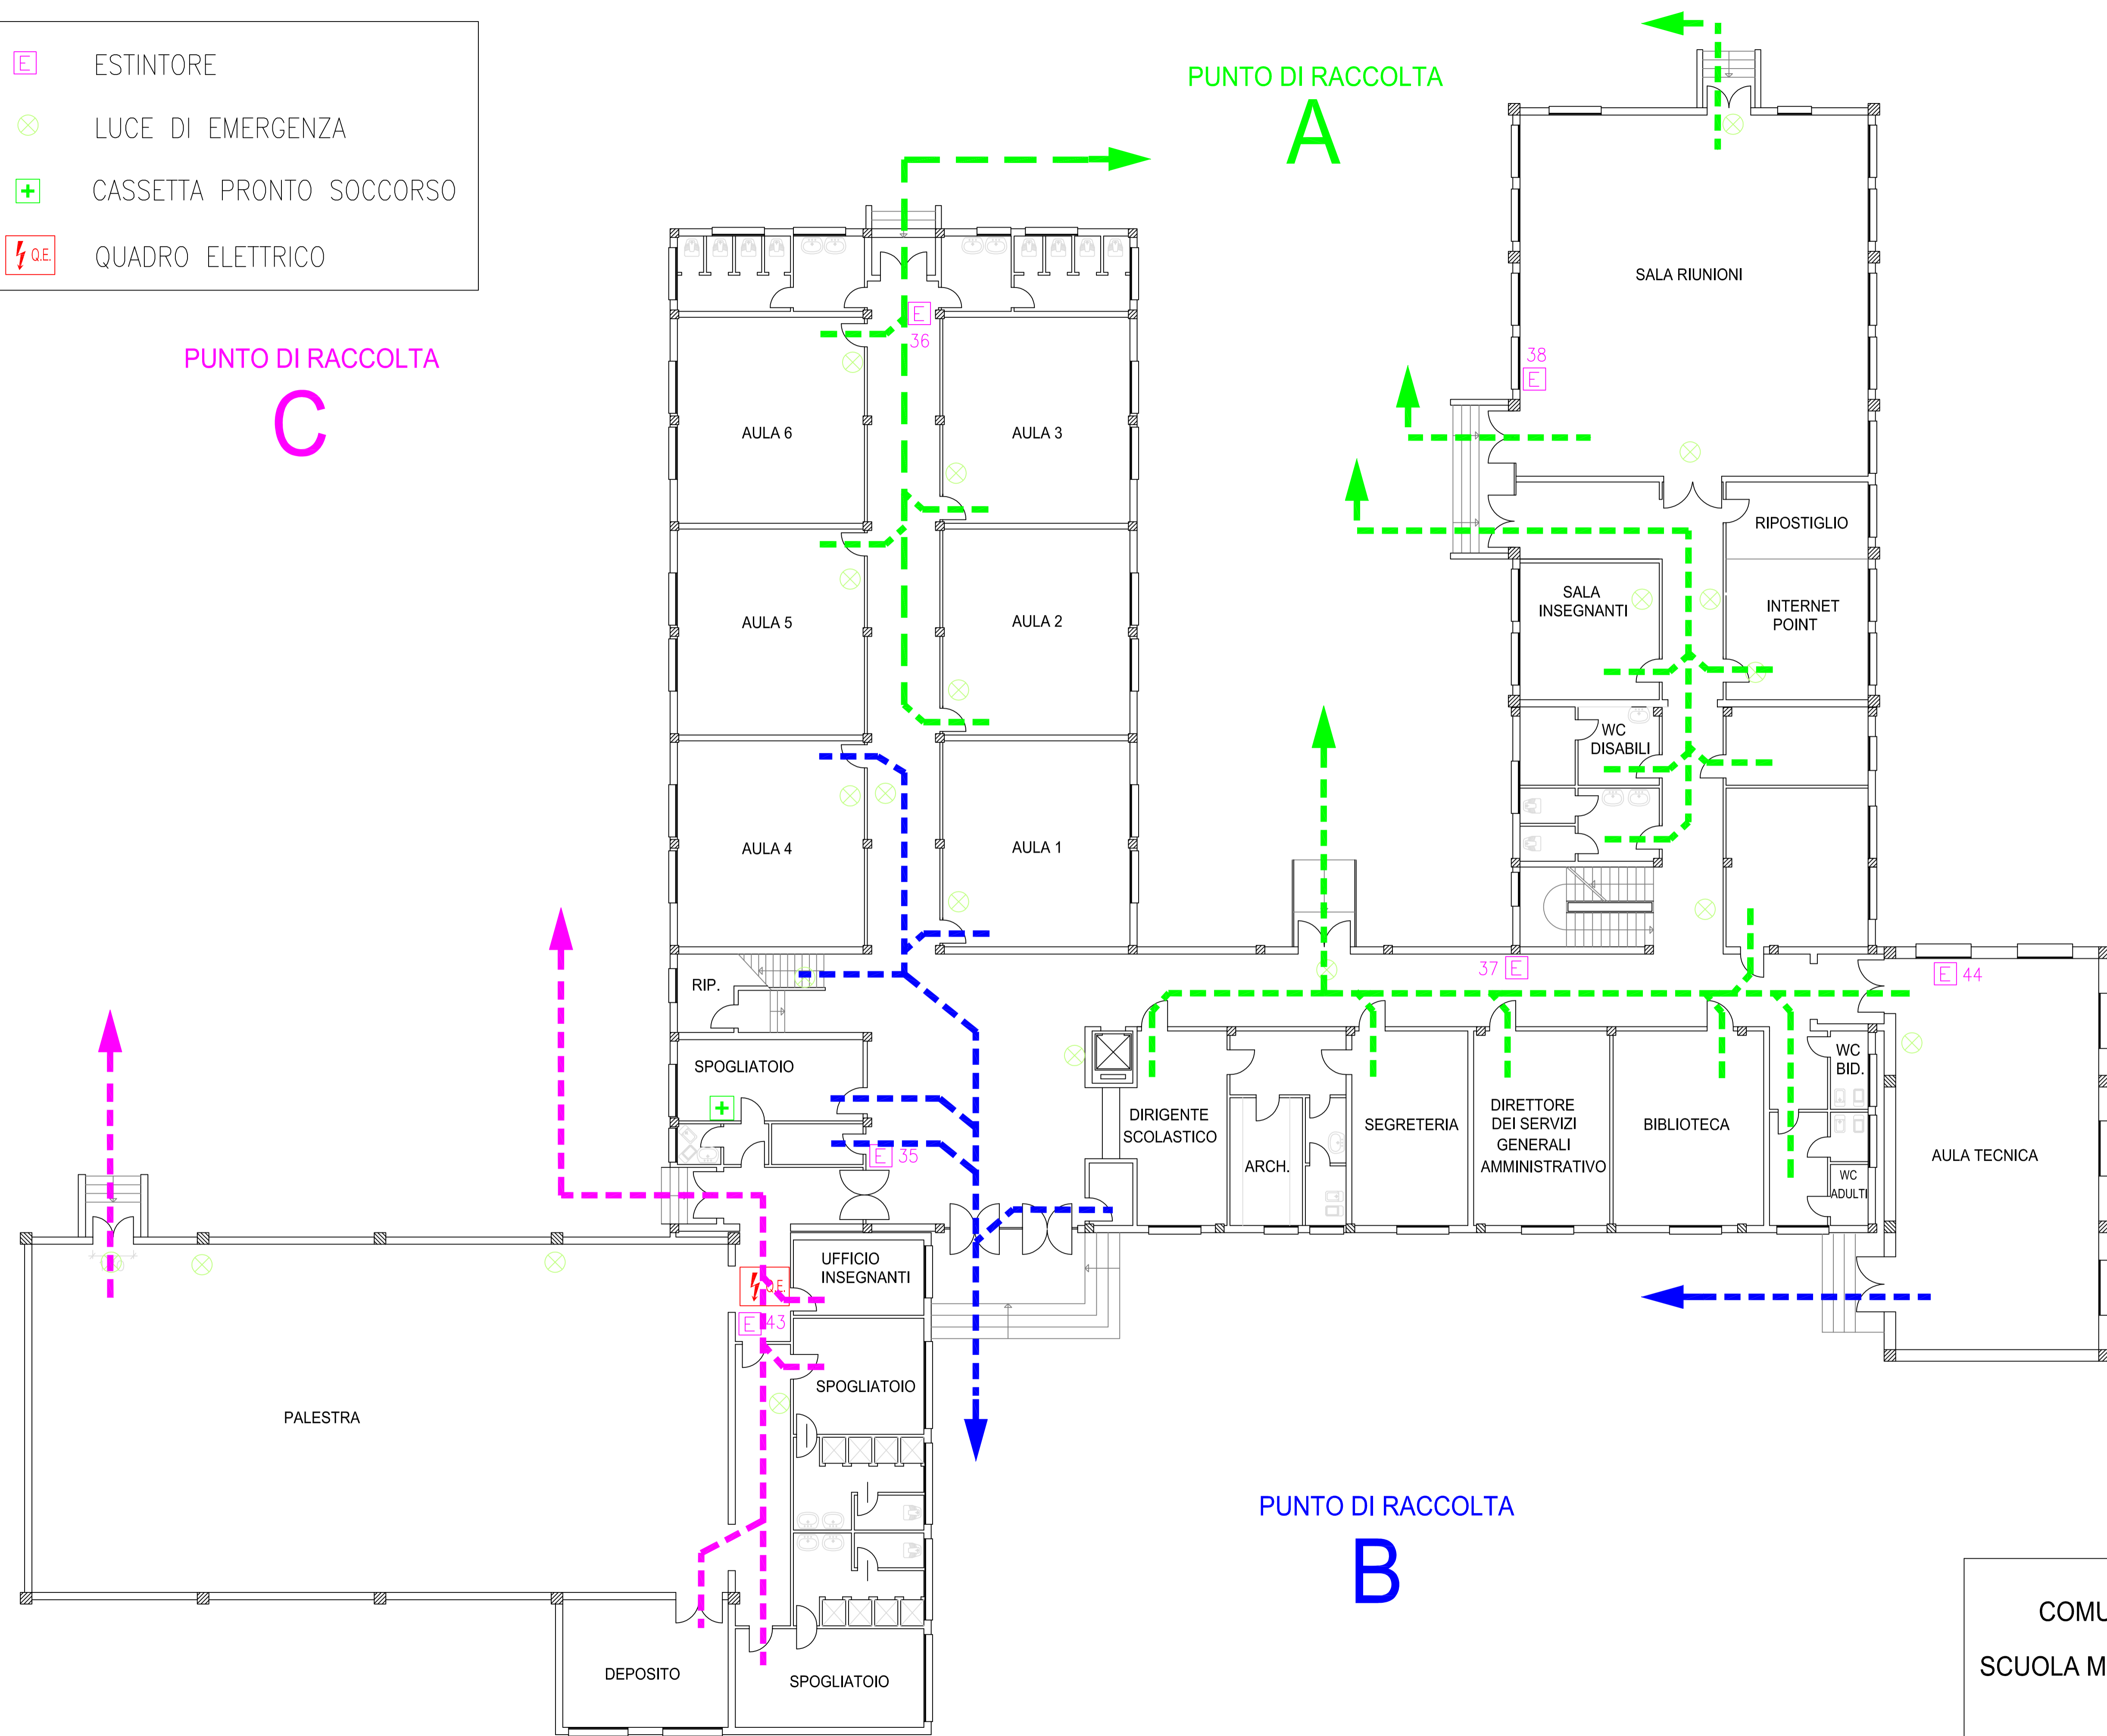 E ESTINTORE
LUCE DI EMERGENZA
CASSETTA PRONTO SOCCORSO
Q.E. QUADRO ELETTRICO
PUNTO DI RACCOLTA
A
PUNTO DI RACCOLTA
C
SALA RIUNIONI
E
36
38
E
AULA 6
AULA 3
RIPOSTIGLIO
AULA 5
AULA 2
SALA
INSEGNANTI
INTERNET
POINT
WC
DISABILI
AULA 4
AULA 1
37 E
E 44
RIP.
SPOGLIATOIO
WC
BID.
DIRIGENTE
SCOLASTICO
ARCH.
SEGRETERIA
DIRETTORE
DEI SERVIZI
GENERALI
AMMINISTRATIVO
BIBLIOTECA
WC
ADULTI
AULA TECNICA
E 35
UFFICIO
INSEGNANTI
Q.E.
E 43
SPOGLIATOIO
PALESTRA
PUNTO DI RACCOLTA
B
DEPOSITO
SPOGLIATOIO
COMU
SCUOLA M